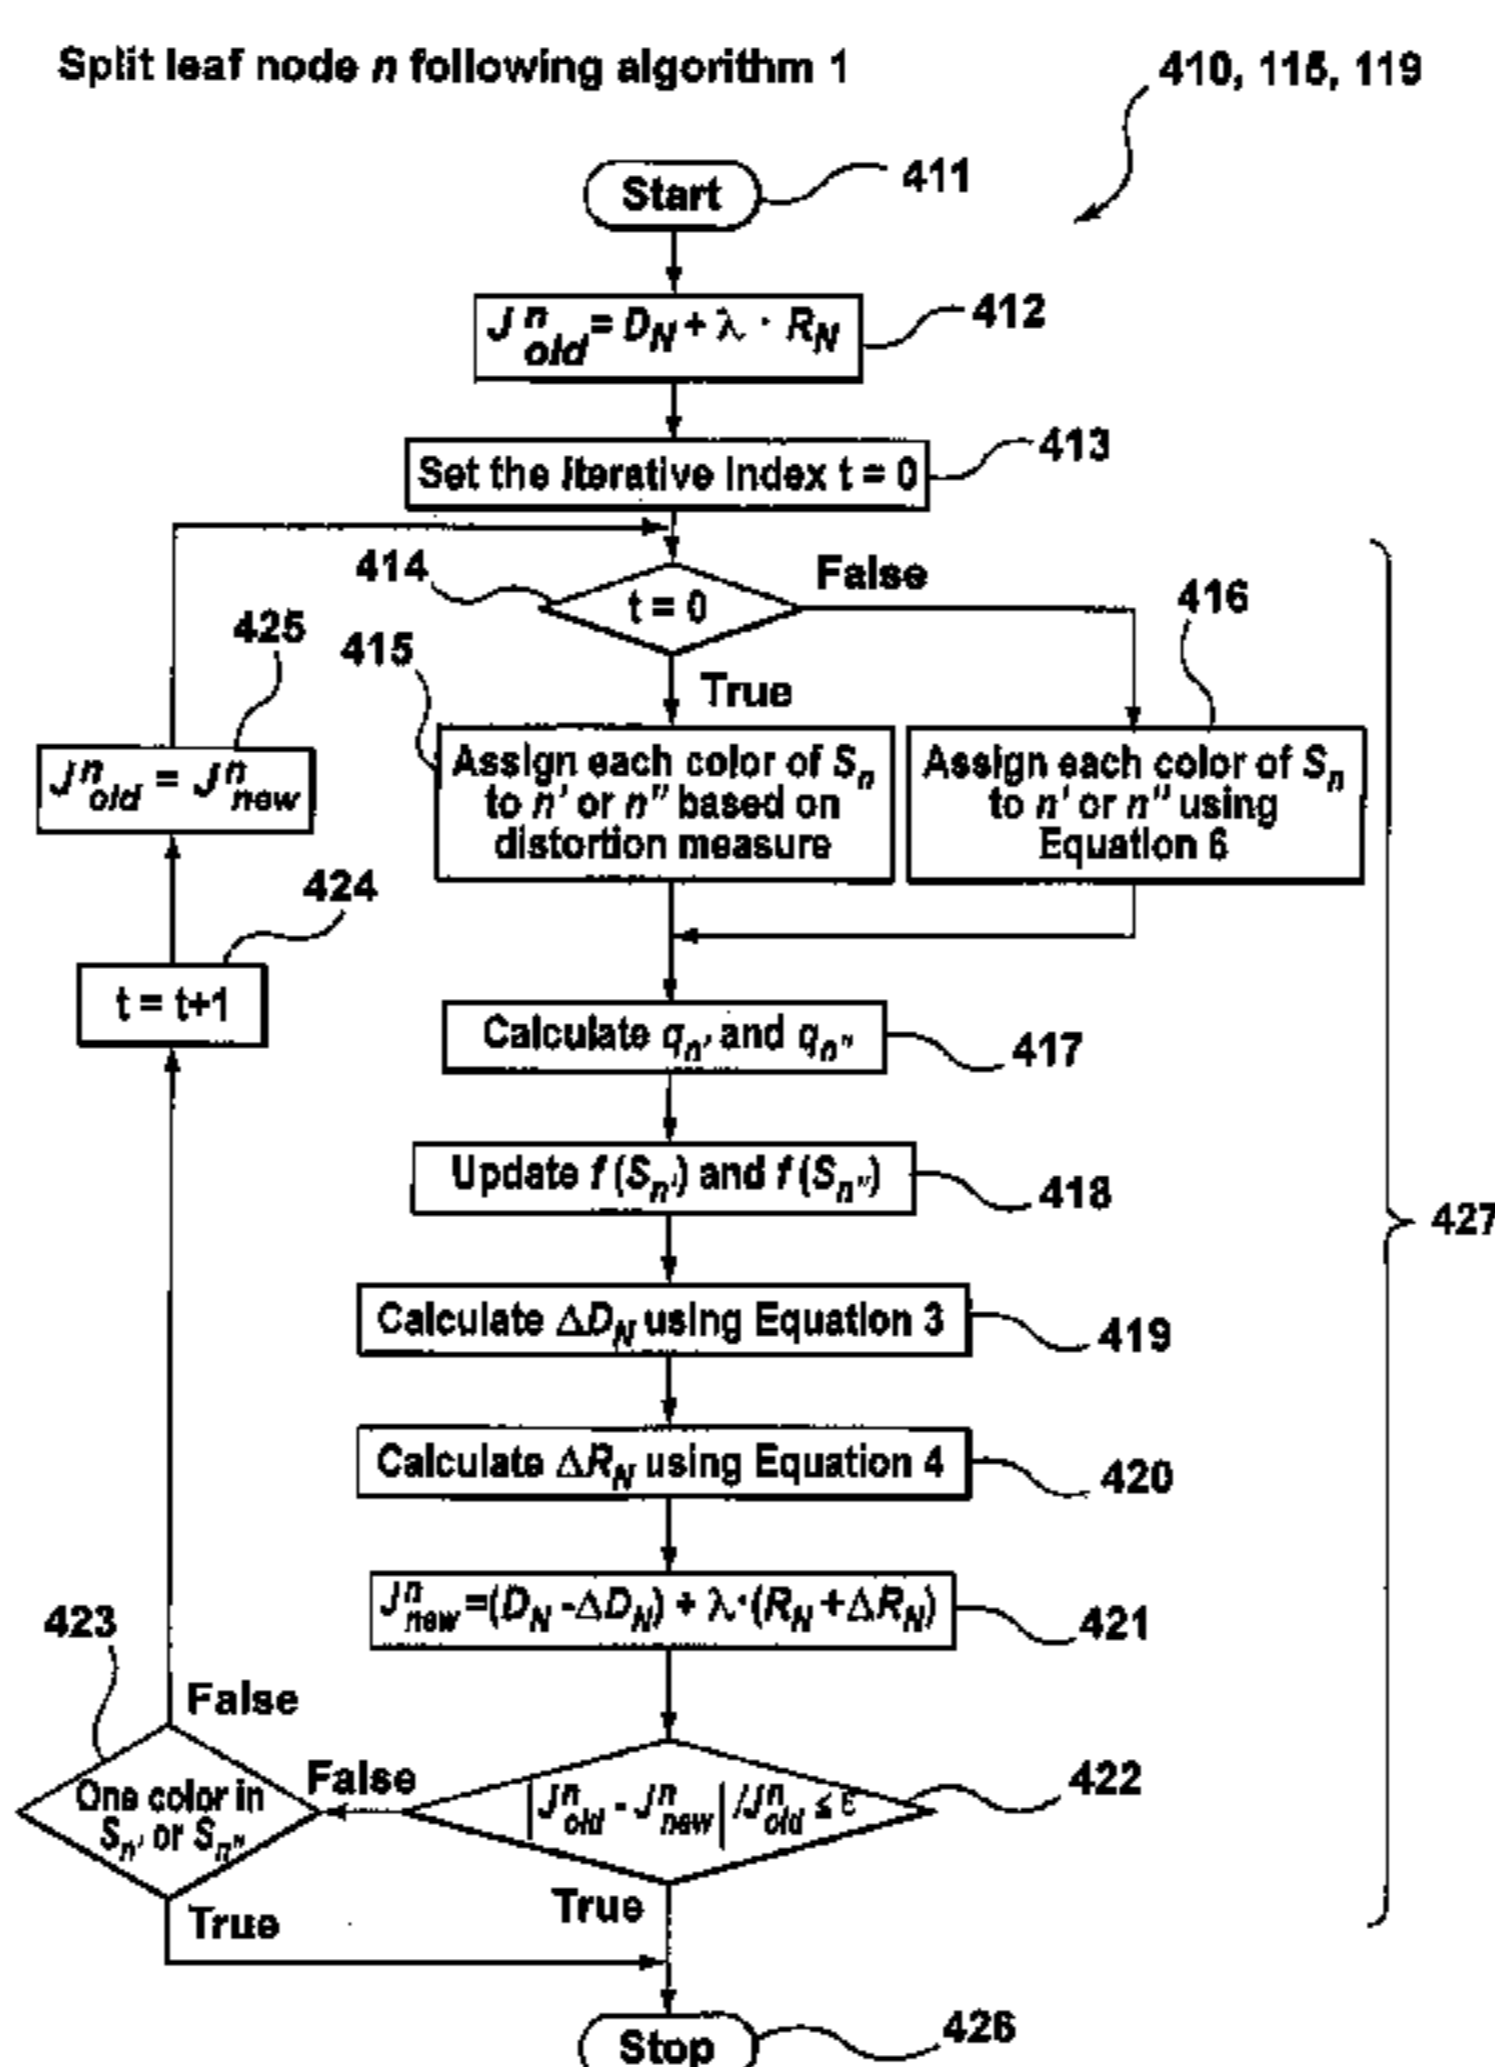 Split leaf node n following algorithm 1
410, 115, 119
Start
411
J^n_old = D_N + λ · R_N
412
Set the Iterative Index t = 0
413
414
t = 0
False
True
416
425
415
J^n_old = J^n_new
Assign each color of S_n
to n' or n" based on
distortion measure
Assign each color of S_n
to n' or n" using
Equation 6
424
t = t+1
Calculate q_n' and q_n"
417
Update f (S_n') and f (S_n")
418
427
Calculate ΔD_N using Equation 3
419
Calculate ΔR_N using Equation 4
420
J^n_new =(D_N -ΔD_N) + λ·(R_N +ΔR_N)
421
423
False
One color in
S_n' or S_n"
False
|J^n_old - J^n_new| /J^n_old ≤ ε
422
True
True
Stop
426